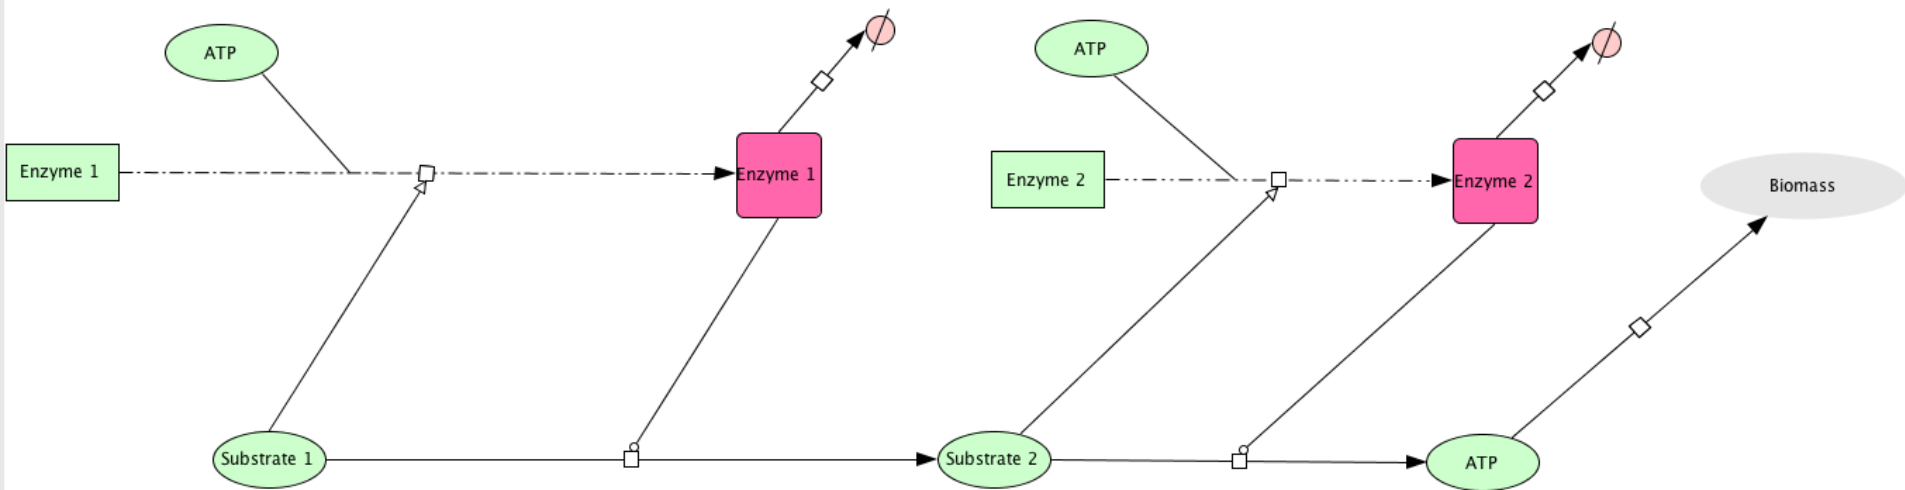 ATP
ATP
Enzyme 1
Enzyme 1
Enzyme 2
Enzyme 2
Biomass
Substrate 1
Substrate 2
ATP